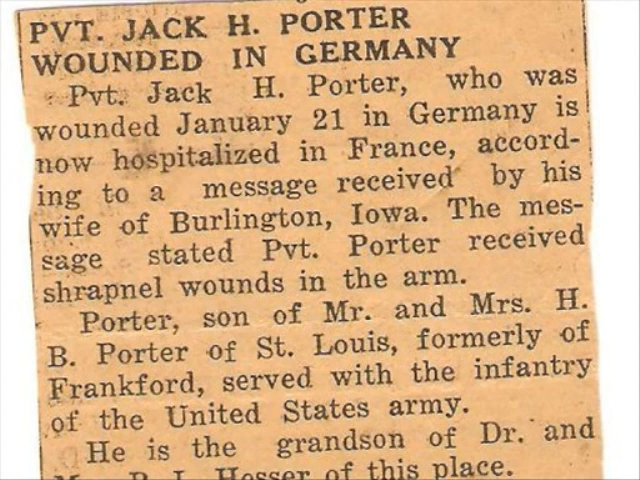 PVT. JACK H. PORTER
WOUNDED IN GERMANY
Pvt. Jack H. Porter, who was
wounded January 21 in Germany is
now hospitalized in France, accord-
ing to a message received by his
wife of Burlington, Iowa. The mes-
sage stated Pvt. Porter received
shrapnel wounds in the arm.
Porter, son of Mr. and Mrs. H.
B. Porter of St. Louis, formerly of
Frankford, served with the infantry
of the United States army.
He is the grandson of Dr. and
Hosser of this place.